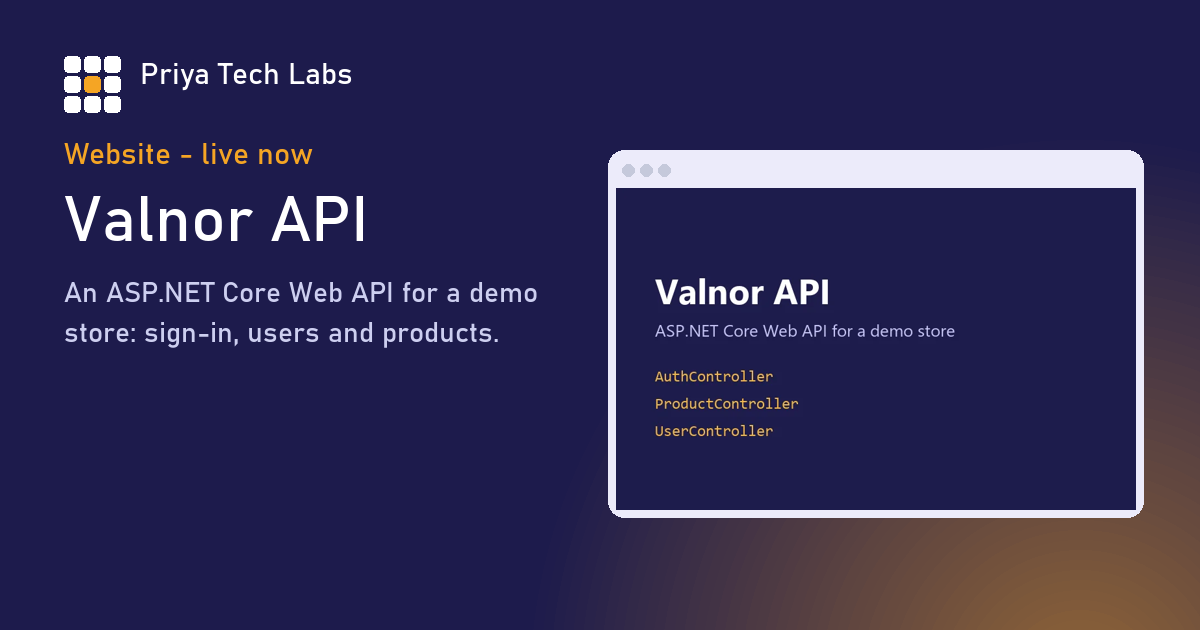 Priya Tech Labs
Website - live now
Valnor API
An ASP.NET Core Web API for a demo
store: sign-in, users and products.
Valnor API
ASP.NET Core Web API for a demo store
AuthController
ProductController
UserController